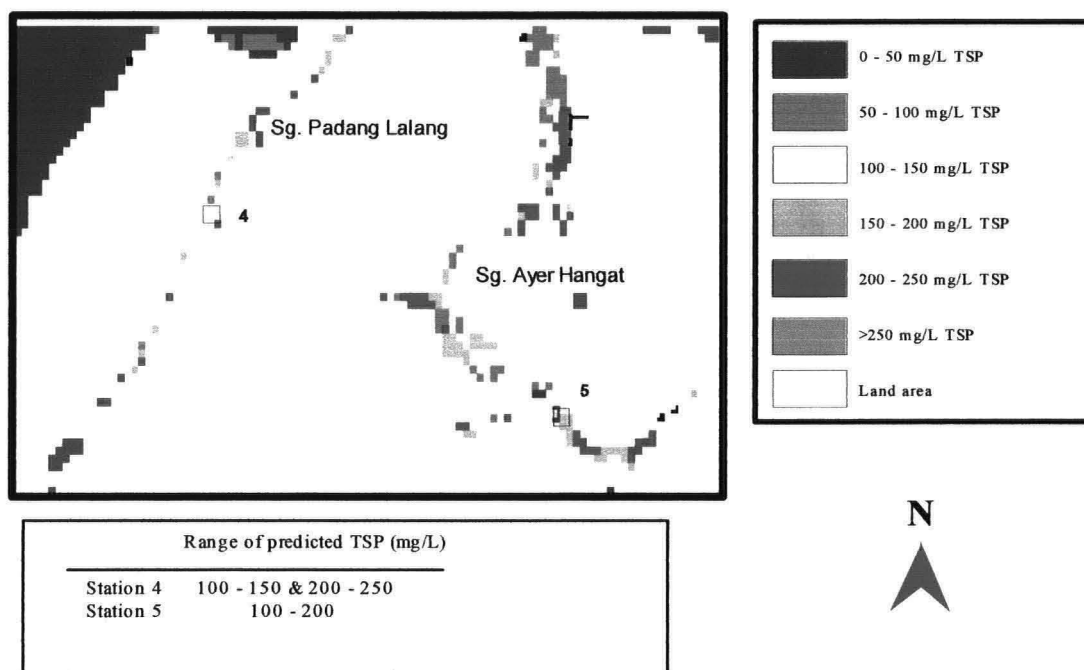 Sg. Padang Lalang
4
Sg. Ayer Hangat
5
0 - 50 mg/L TSP
50 - 100 mg/L TSP
100 - 150 mg/L TSP
150 - 200 mg/L TSP
200 - 250 mg/L TSP
>250 mg/L TSP
Land area
Range of predicted TSP (mg/L)
Station 4 100 - 150 & 200 - 250
Station 5 100 - 200
N